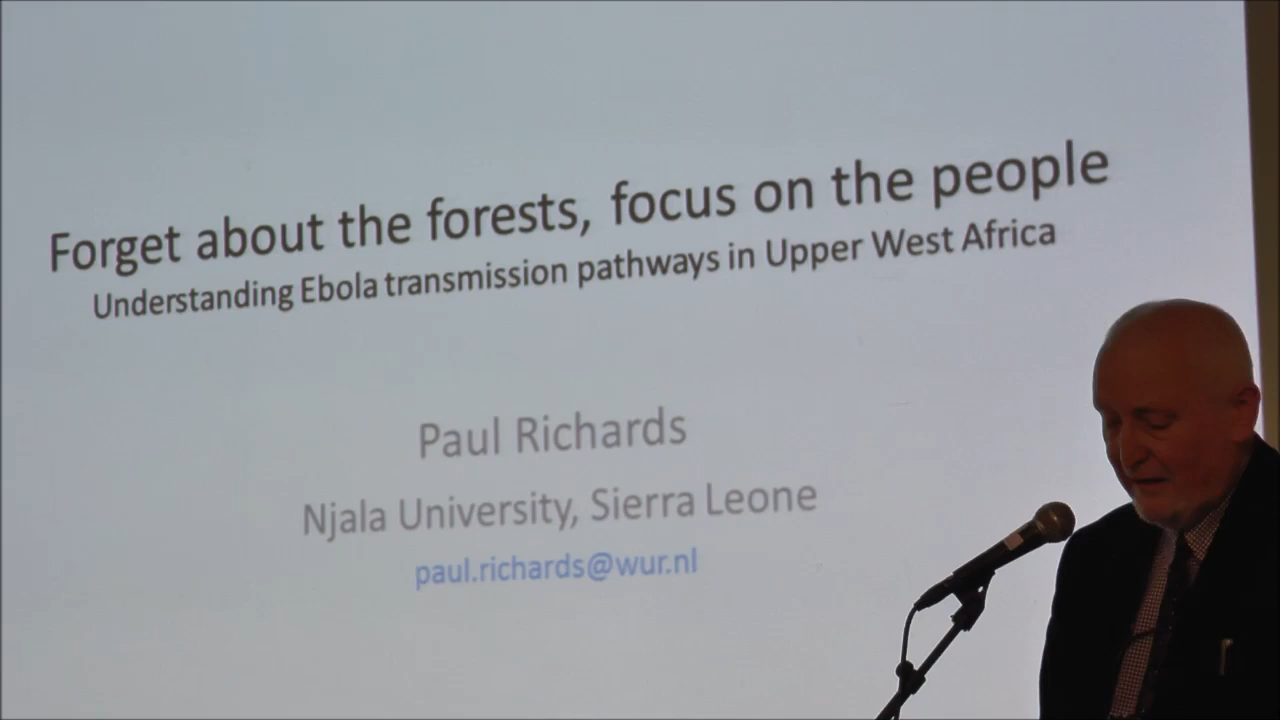 Forget about the forests, focus on the people
Understanding Ebola transmission pathways in Upper West Africa
Paul Richards
Njala University, Sierra Leone
paul.richards@wur.nl